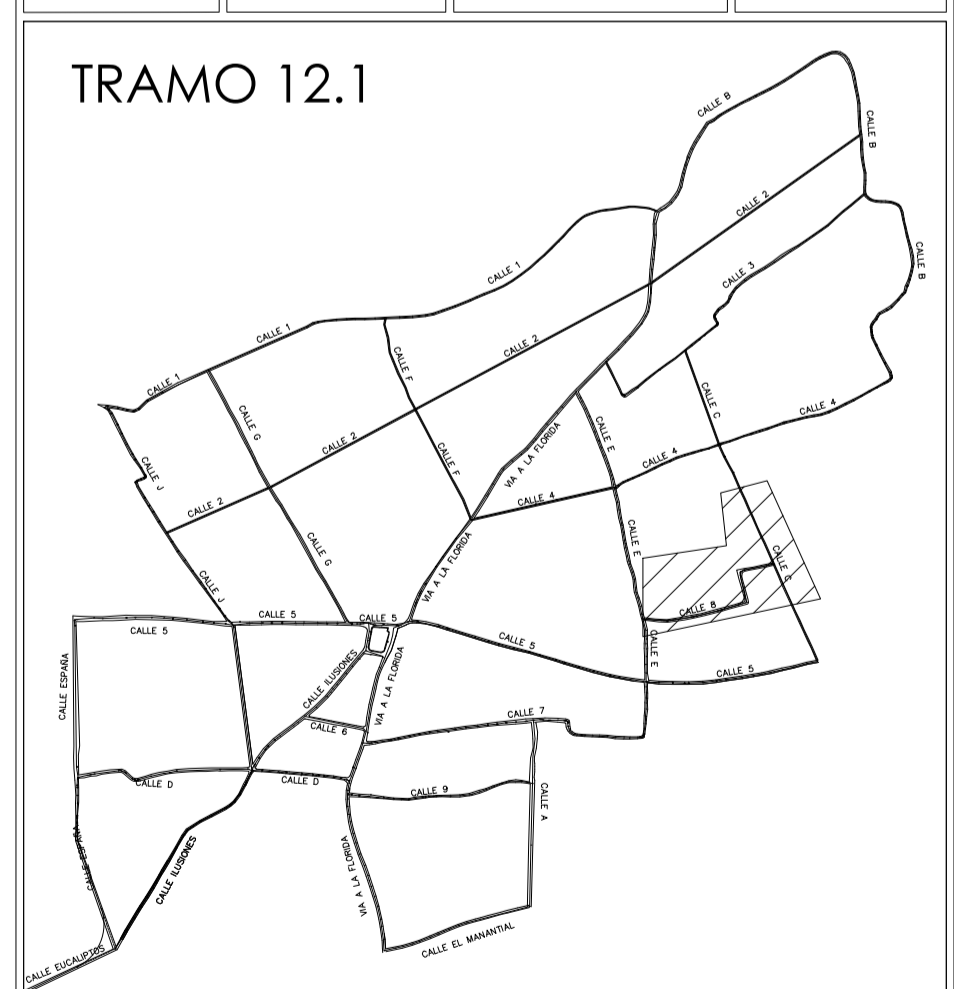 TRAMO 12.1
CALLE B
CALLE B
CALLE 2
CALLE B
CALLE 3
CALLE 1
CALLE 1
CALLE 2
CALLE F
CALLE 1
CALLE C
CALLE 4
CALLE G
CALLE E
CALLE 2
VIA A LA FLORIDA
CALLE F
CALLE 4
CALLE J
CALLE 4
CALLE 2
CALLE E
CALLE G
VIA A LA FLORIDA
CALLE C
CALLE J
CALLE 8
CALLE 5
CALLE 5
CALLE 5
CALLE 5
CALLE E
CALLE 5
CALLE ESPAÑA
CALLE ILUSIONES
VIA A LA FLORIDA
CALLE 7
CALLE 6
CALLE D
CALLE D
CALLE 9
CALLE A
CALLE ESPAÑA
CALLE ILUSIONES
VIA A LA FLORIDA
CALLE EL MANANTIAL
CALLE EUCALIPTOS